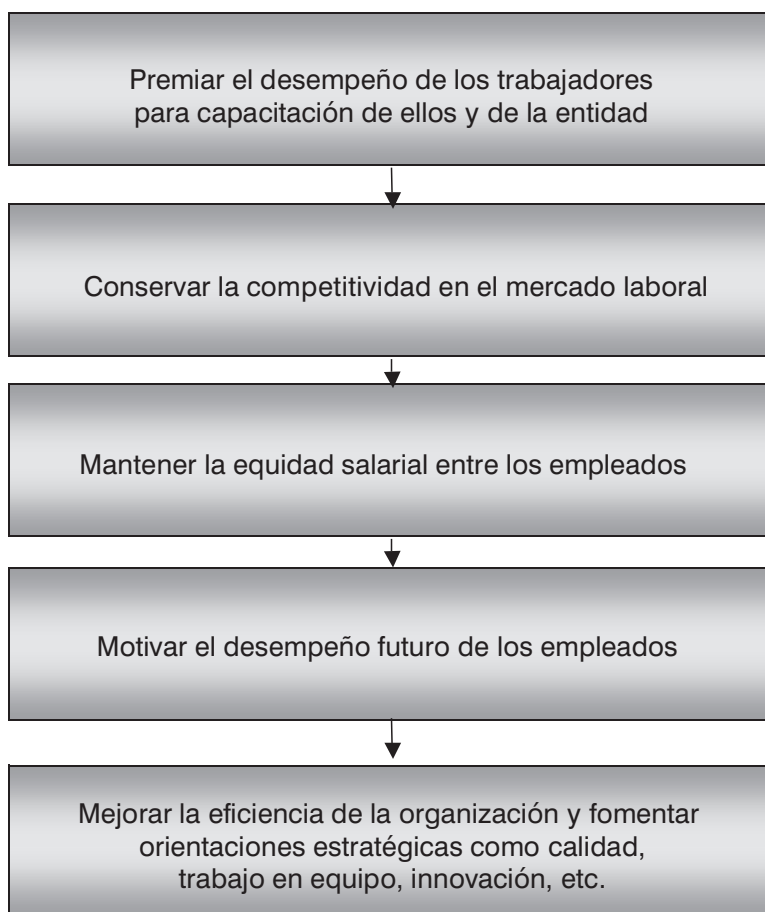 Premiar el desempeño de los trabajadores
para capacitación de ellos y de la entidad
Conservar la competitividad en el mercado laboral
Mantener la equidad salarial entre los empleados
Motivar el desempeño futuro de los empleados
Mejorar la eficiencia de la organización y fomentar
orientaciones estratégicas como calidad,
trabajo en equipo, innovación, etc.